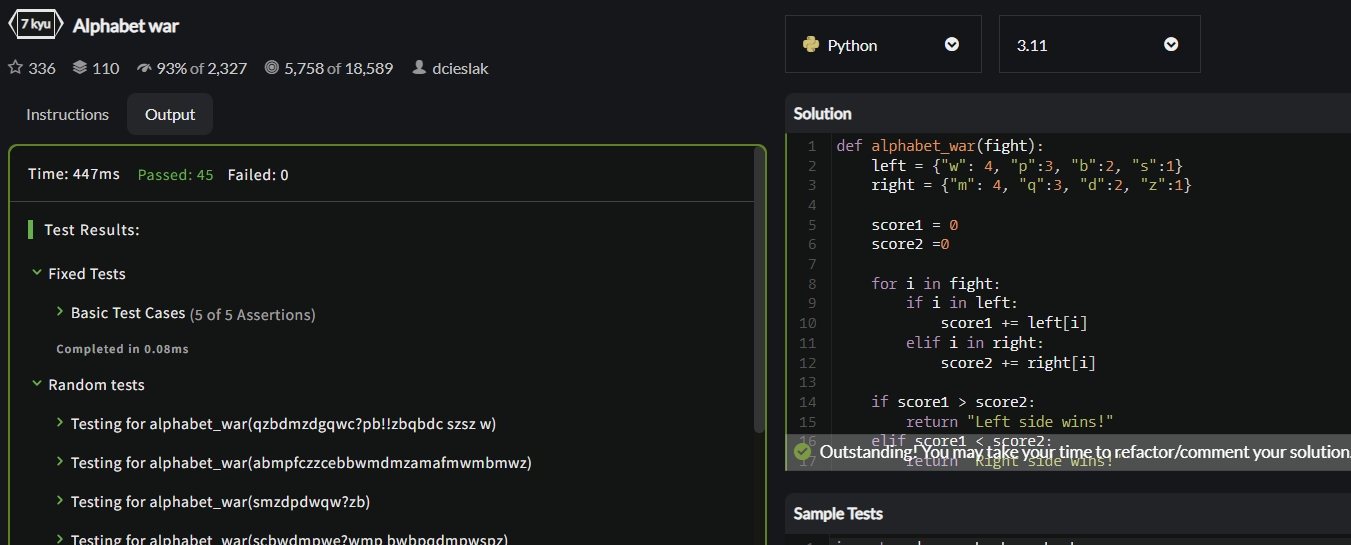 7 kyu Alphabet war
336 110 93% of 2,327 5,758 of 18,589 dcieslak
Instructions Output
Time: 447ms Passed: 45 Failed: 0
Test Results:
Fixed Tests
Basic Test Cases (5 of 5 Assertions)
Completed in 0.08ms
Random tests
Testing for alphabet_war(qzbdmzdgqwc?pb!!zbqbdc szsz w)
Testing for alphabet_war(abmpfczzcebbwmdmzamafmwmbmwz)
Testing for alphabet_war(smzdpdwqw?zb)
Testing for alphabet_war(scbwdmpwe?wmp,bwbpqdmpwspz)
Python 3.11
Solution
1 def alphabet_war(fight):
2     left = {"w": 4, "p":3, "b":2, "s":1}
3     right = {"m": 4, "q":3, "d":2, "z":1}
4
5     score1 = 0
6     score2 =0
7
8     for i in fight:
9         if i in left:
10             score1 += left[i]
11         elif i in right:
12             score2 += right[i]
13
14     if score1 > score2:
15         return "Left side wins!"
16     elif score1 < score2:
17         return "Right side wins!"
Outstanding! You may take your time to refactor/comment your solution.
Sample Tests